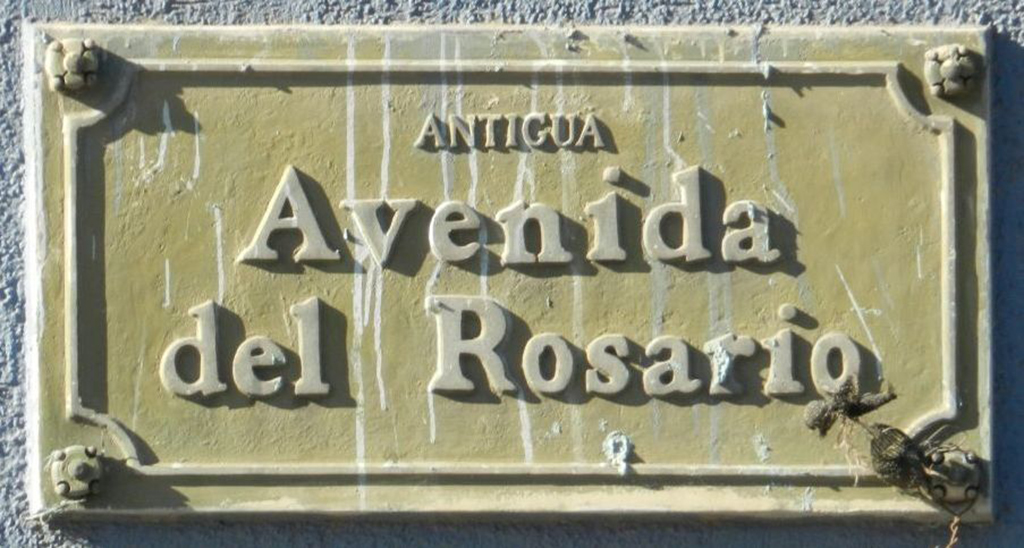 ANTIGUA
Avenida
del Rosario